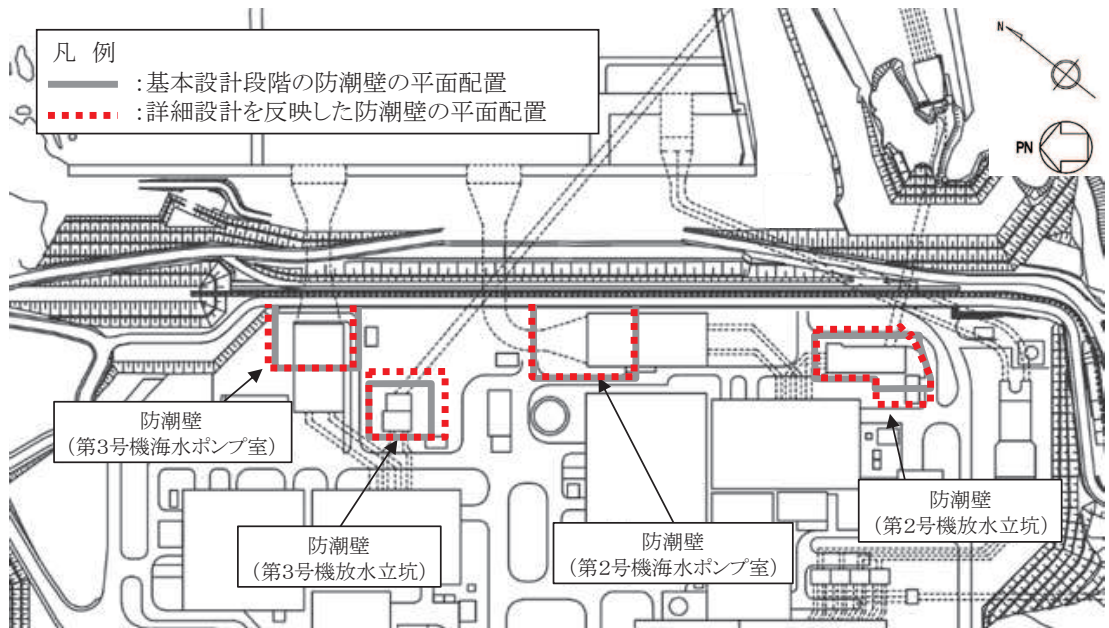 凡 例
:基本設計段階の防潮壁の平面配置
:詳細設計を反映した防潮壁の平面配置
N
PN
防潮壁
(第3号機海水ポンプ室)
防潮壁
(第3号機放水立坑)
防潮壁
(第2号機海水ポンプ室)
防潮壁
(第2号機放水立坑)